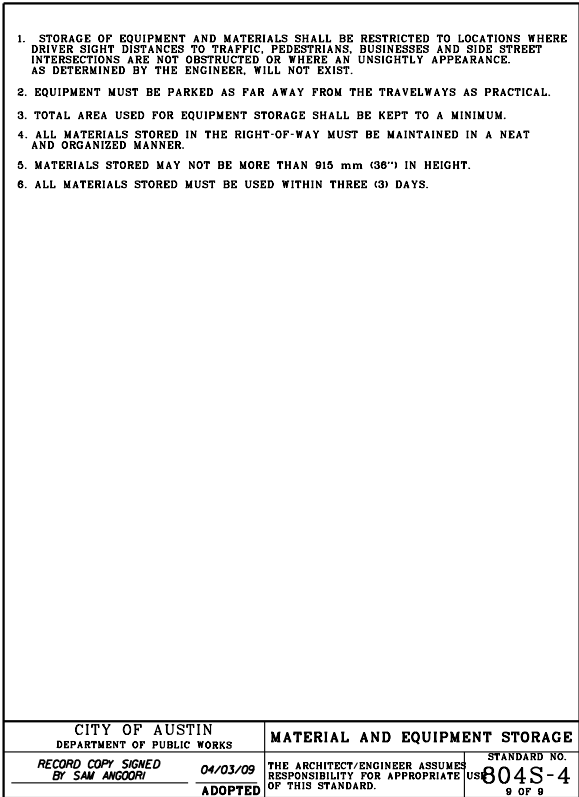 1. STORAGE OF EQUIPMENT AND MATERIALS SHALL BE RESTRICTED TO LOCATIONS WHERE
DRIVER SIGHT DISTANCES TO TRAFFIC, PEDESTRIANS, BUSINESSES AND SIDE STREET
INTERSECTIONS ARE NOT OBSTRUCTED OR WHERE AN UNSIGHTLY APPEARANCE.
AS DETERMINED BY THE ENGINEER, WILL NOT EXIST.
2. EQUIPMENT MUST BE PARKED AS FAR AWAY FROM THE TRAVELWAYS AS PRACTICAL.
3. TOTAL AREA USED FOR EQUIPMENT STORAGE SHALL BE KEPT TO A MINIMUM.
4. ALL MATERIALS STORED IN THE RIGHT-OF-WAY MUST BE MAINTAINED IN A NEAT
AND ORGANIZED MANNER.
5. MATERIALS STORED MAY NOT BE MORE THAN 915 mm (36") IN HEIGHT.
6. ALL MATERIALS STORED MUST BE USED WITHIN THREE (3) DAYS.
CITY OF AUSTIN
DEPARTMENT OF PUBLIC WORKS
MATERIAL AND EQUIPMENT STORAGE
RECORD COPY SIGNED
BY SAM ANGOORI
04/03/09
ADOPTED
THE ARCHITECT/ENGINEER ASSUMES
RESPONSIBILITY FOR APPROPRIATE USE
OF THIS STANDARD.
STANDARD NO.
804S-4
9 OF 9